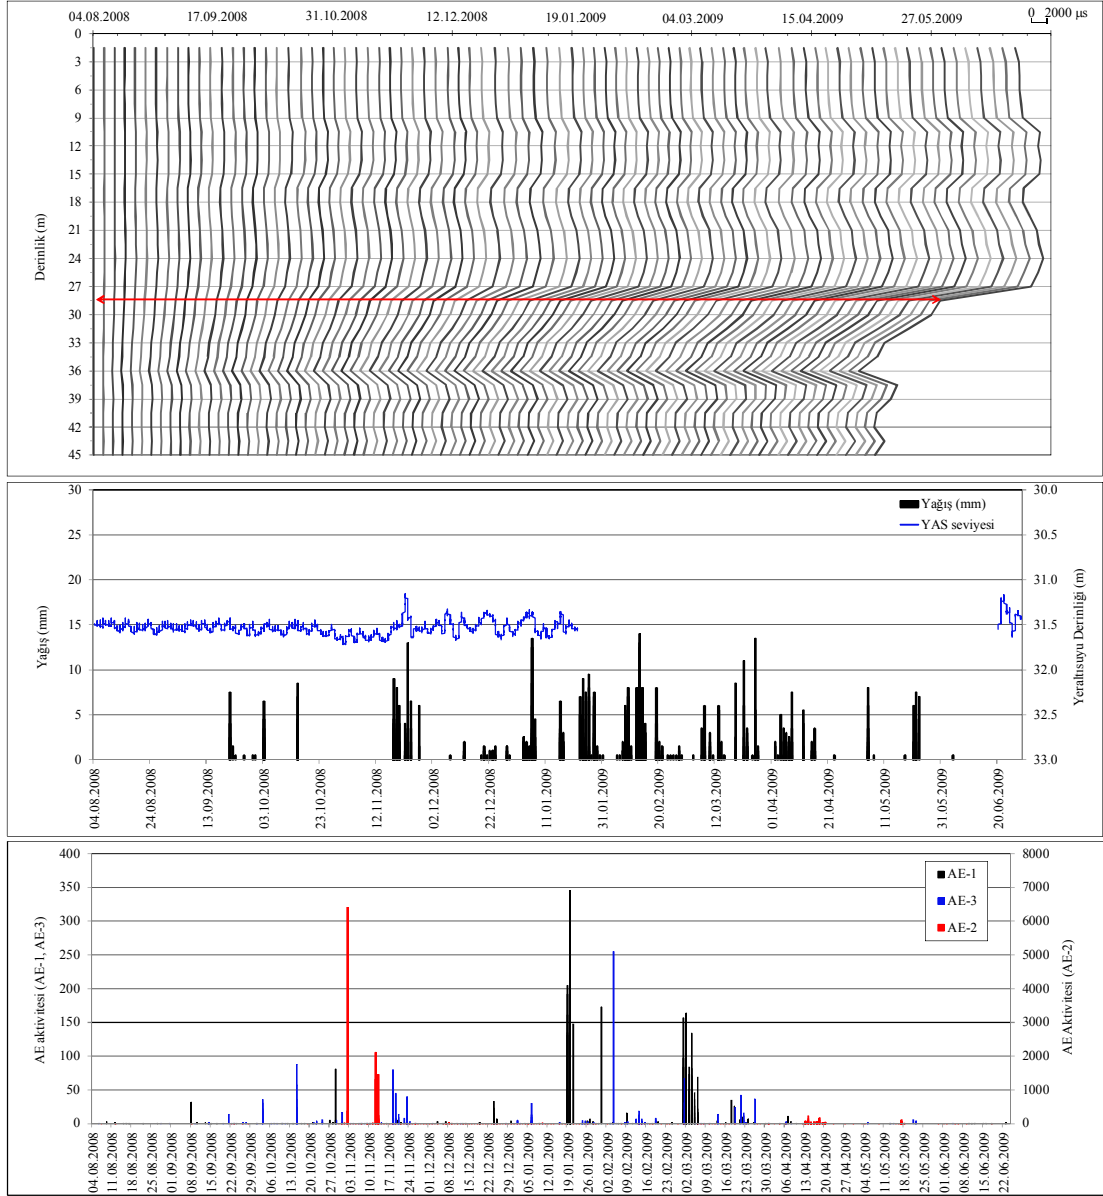 04.08.2008 17.09.2008 31.10.2008 12.12.2008 19.01.2009 04.03.2009 15.04.2009 27.05.2009 0 2000 µs
0
3
6
9
12
15
18
21
24
27
30
33
36
39
42
45
Derinlik (m)
30 30.0
25 30.5
20 31.0
15 31.5
10 32.0
5 32.5
0 33.0
Yağış (mm)
Yeraltısuyu Derinliği (m)
Yağış (mm)
YAS seviyesi
04.08.2008 24.08.2008 13.09.2008 03.10.2008 23.10.2008 12.11.2008 02.12.2008 22.12.2008 11.01.2009 31.01.2009 20.02.2009 12.03.2009 01.04.2009 21.04.2009 11.05.2009 31.05.2009 20.06.2009
400 8000
350 7000
300 6000
250 5000
200 4000
150 3000
100 2000
50 1000
0 0
AE aktivitesi (AE-1, AE-3)
AE Aktivitesi (AE-2)
AE-1
AE-3
AE-2
04.08.2008 11.08.2008 18.08.2008 25.08.2008 01.09.2008 08.09.2008 15.09.2008 22.09.2008 29.09.2008 06.10.2008 13.10.2008 20.10.2008 27.10.2008 03.11.2008 10.11.2008 17.11.2008 24.11.2008 01.12.2008 08.12.2008 15.12.2008 22.12.2008 29.12.2008 05.01.2009 12.01.2009 19.01.2009 26.01.2009 02.02.2009 09.02.2009 16.02.2009 23.02.2009 02.03.2009 09.03.2009 16.03.2009 23.03.2009 30.03.2009 06.04.2009 13.04.2009 20.04.2009 27.04.2009 04.05.2009 11.05.2009 18.05.2009 25.05.2009 01.06.2009 08.06.2009 15.06.2009 22.06.2009